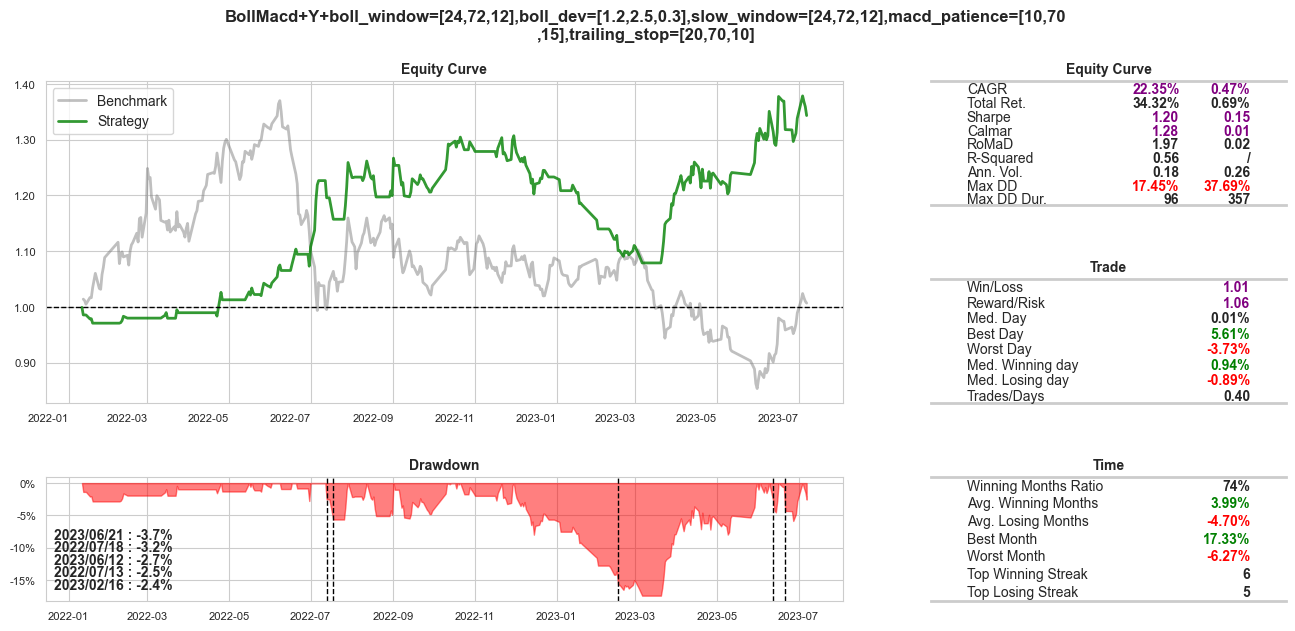 BollMacd+Y+boll_window=[24,72,12],boll_dev=[1.2,2.5,0.3],slow_window=[24,72,12],macd_patience=[10,70
,15],trailing_stop=[20,70,10]
Equity Curve
1.40
1.30
1.20
1.10
1.00
0.90
Benchmark
Strategy
2022-01 2022-03 2022-05 2022-07 2022-09 2022-11 2023-01 2023-03 2023-05 2023-07
Equity Curve
CAGR 22.35% 0.47%
Total Ret. 34.32% 0.69%
Sharpe 1.20 0.15
Calmar 1.28 0.01
RoMaD 1.97 0.02
R-Squared 0.56 /
Ann. Vol. 0.18 0.26
Max DD 17.45% 37.69%
Max DD Dur. 96 357
Trade
Win/Loss 1.01
Reward/Risk 1.06
Med. Day 0.01%
Best Day 5.61%
Worst Day -3.73%
Med. Winning day 0.94%
Med. Losing day -0.89%
Trades/Days 0.40
Drawdown
0%
-5%
-10%
-15%
2023/06/21 : -3.7%
2022/07/18 : -3.2%
2023/06/12 : -2.7%
2022/07/13 : -2.5%
2023/02/16 : -2.4%
2022-01 2022-03 2022-05 2022-07 2022-09 2022-11 2023-01 2023-03 2023-05 2023-07
Time
Winning Months Ratio 74%
Avg. Winning Months 3.99%
Avg. Losing Months -4.70%
Best Month 17.33%
Worst Month -6.27%
Top Winning Streak 6
Top Losing Streak 5